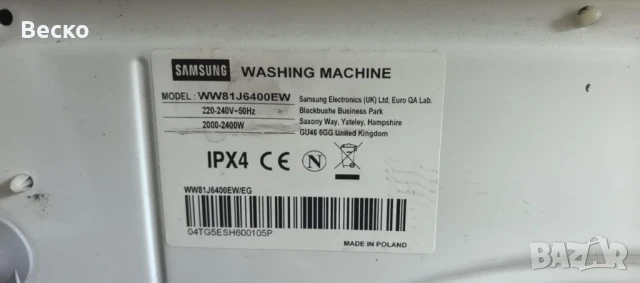 Веско
SAMSUNG WASHING MACHINE
MODEL: WW81J6400EW
220-240V~50Hz
2000-2400W
Samsung Electronics (UK) Ltd, Euro QA Lab.
Blackbushe Business Park
Saxony Way, Yateley, Hampshire
GU46 6GG United Kingdom
IPX4 CE N
WW81J6400EW/EG
04TG5ESH600105P
MADE IN POLAND
BAZAR